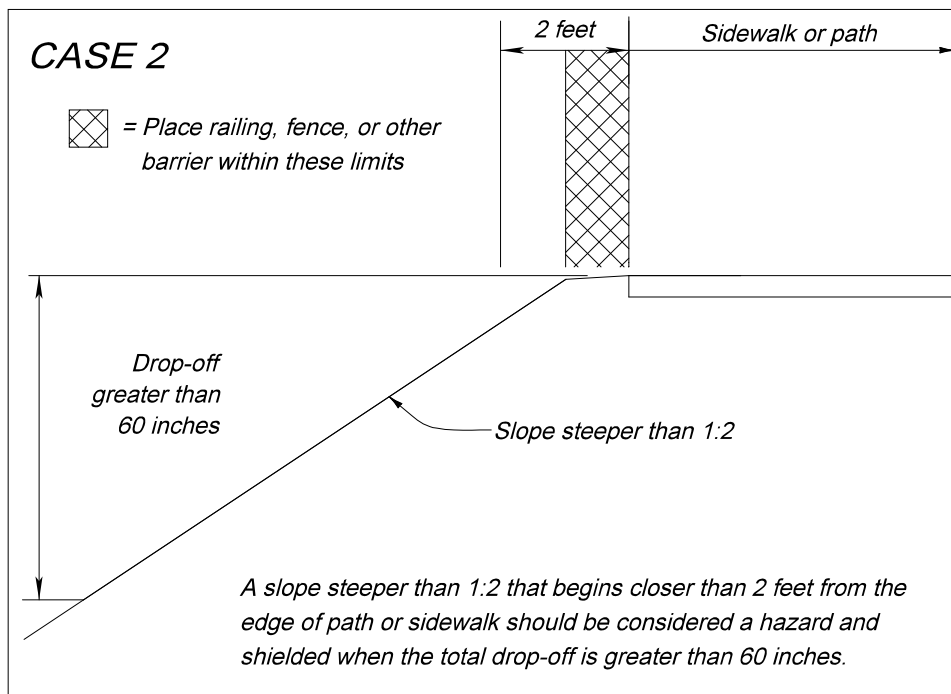 CASE 2
2 feet
Sidewalk or path
= Place railing, fence, or other
barrier within these limits
Drop-off
greater than
60 inches
Slope steeper than 1:2
A slope steeper than 1:2 that begins closer than 2 feet from the
edge of path or sidewalk should be considered a hazard and
shielded when the total drop-off is greater than 60 inches.